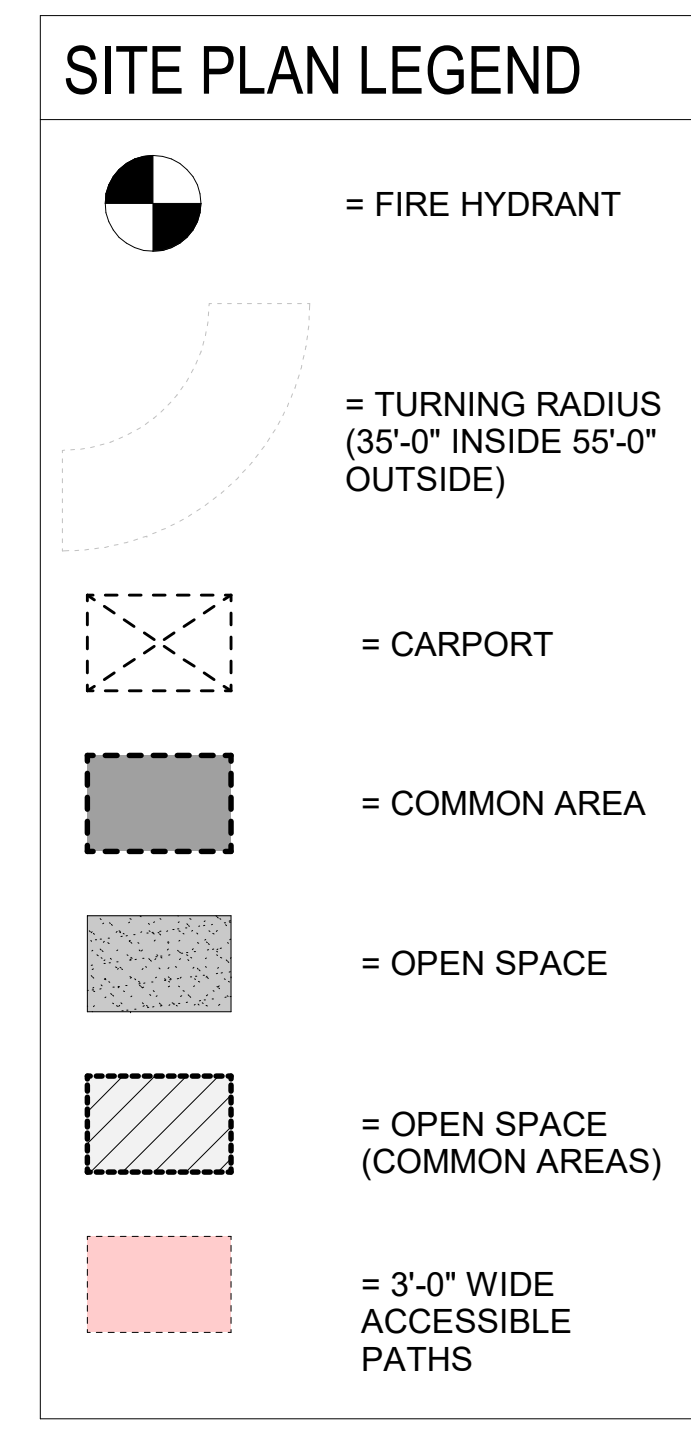 SITE PLAN LEGEND
= FIRE HYDRANT
= TURNING RADIUS
(35'-0" INSIDE 55'-0"
OUTSIDE)
= CARPORT
= COMMON AREA
= OPEN SPACE
= OPEN SPACE
(COMMON AREAS)
= 3'-0" WIDE
ACCESSIBLE
PATHS